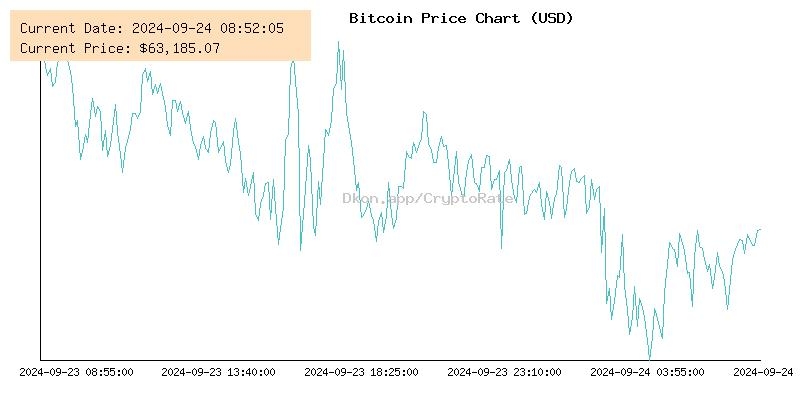 Bitcoin Price Chart (USD)
Current Date: 2024-09-24 08:52:05
Current Price: $63,185.07
Dkon.app/CryptoRate
2024-09-23 08:55:00 2024-09-23 13:40:00 2024-09-23 18:25:00 2024-09-23 23:10:00 2024-09-24 03:55:00 2024-09-24